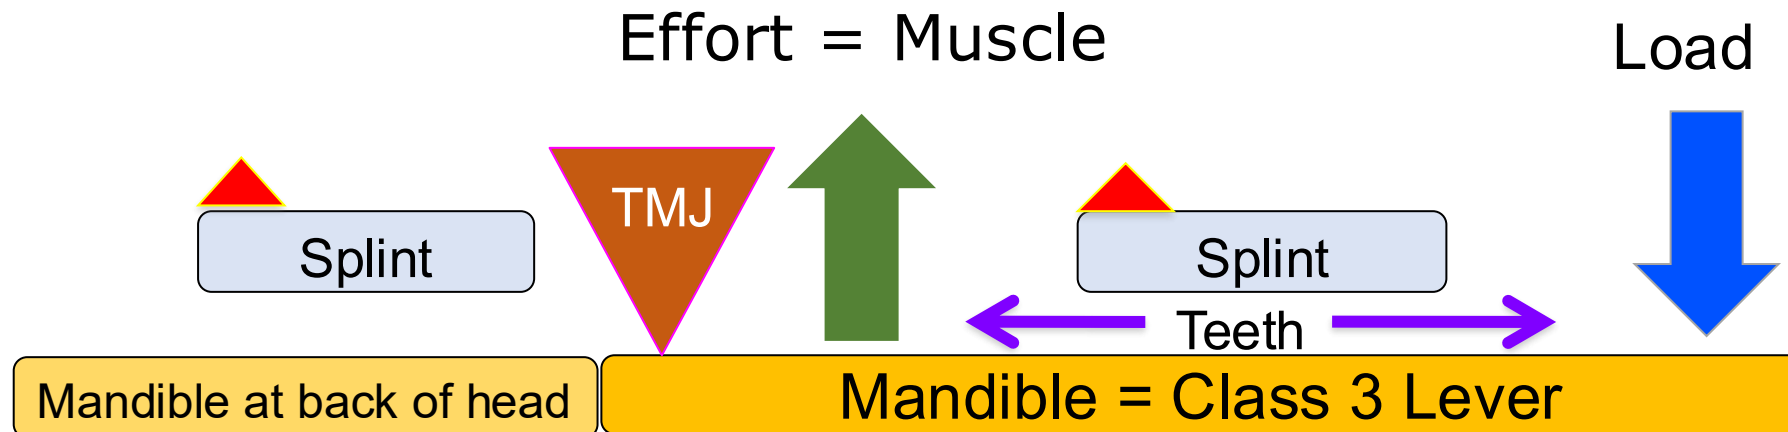 Effort = Muscle
Load
TMJ
Splint
Splint
Teeth
Mandible at back of head
Mandible = Class 3 Lever